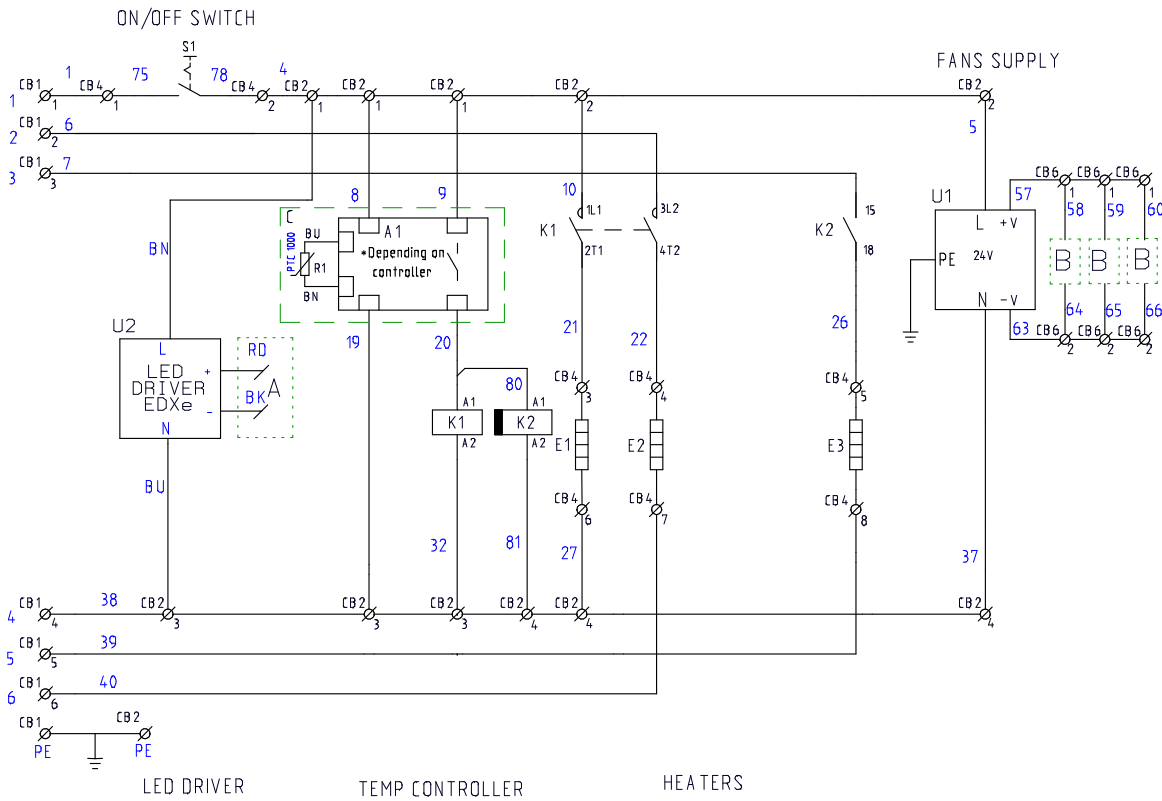 ON/OFF SWITCH
S1
FANS SUPPLY
1 CB1 1 1 CB4 1 75 78 CB4 2 4 CB2 1 CB2 1 CB2 1 CB2 2 CB2 2
2 CB1 2 6
3 CB1 3 7
5
CB6 CB6 CB6
1 1 1
57 58 59 60
8 9 10
BN
C
PTC 1000
BU
R1
BN
A1
*Depending on
controller
K1 1L1 3L2
2T1 4T2
K2 15
18
U1
L +V
PE 24V
N -V
B B B
64 65 66
63
CB6 CB6 CB6
2 2 2
19 20 21 22 26
U2
L
LED
DRIVER
EDXe
+
-
N
RD
BK
A
80
A1 A1
K1 K2
A2 A2
CB4 3 CB4 4 CB4 5
E1 E2 E3
CB4 6 CB4 7 CB4 8
BU
32 81 27 37
4 CB1 4 38 CB2 3 CB2 3 CB2 3 CB2 4 CB2 4 CB2 4
5 CB1 5 39
6 CB1 6 40
CB1 CB2
PE PE
LED DRIVER
TEMP CONTROLLER
HEATERS